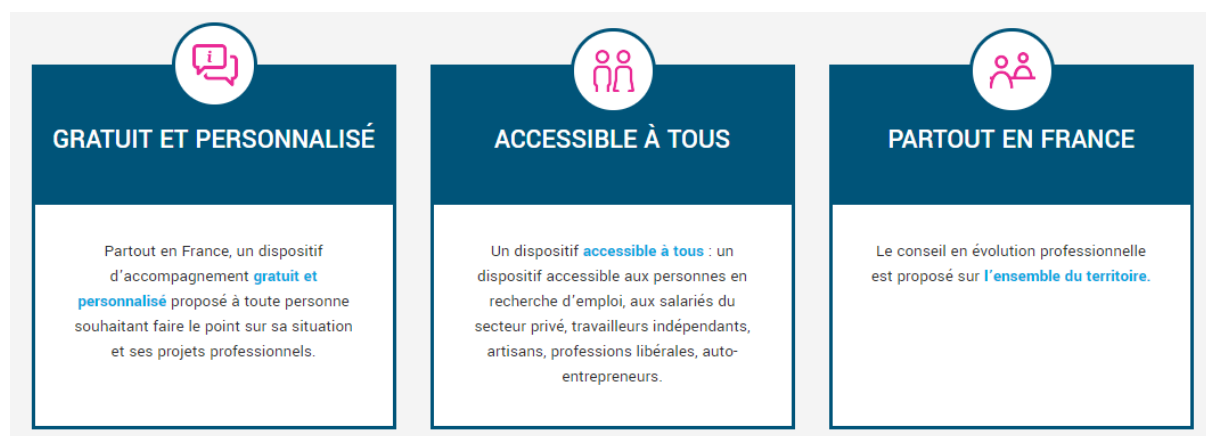 GRATUIT ET PERSONNALISÉ
Partout en France, un dispositif
d'accompagnement gratuit et
personnalisé proposé à toute personne
souhaitant faire le point sur sa situation
et ses projets professionnels.
ACCESSIBLE À TOUS
Un dispositif accessible à tous : un
dispositif accessible aux personnes en
recherche d'emploi, aux salariés du
secteur privé, travailleurs indépendants,
artisans, professions libérales, auto-
entrepreneurs.
PARTOUT EN FRANCE
Le conseil en évolution professionnelle
est proposé sur l'ensemble du territoire.